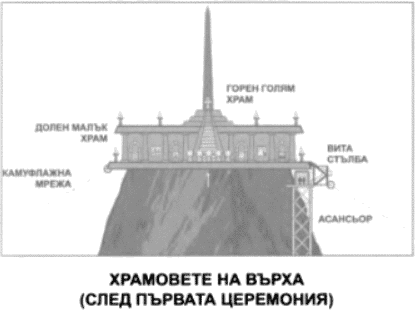 ГОРЕН ГОЛЯМ
ХРАМ
ДОЛЕН МАЛЪК
ХРАМ
ВИТА
СТЪЛБА
КАМУФЛАЖНА
МРЕЖА
АСАНСЬОР
ХРАМОВЕТЕ НА ВЪРХА
(СЛЕД ПЪРВАТА ЦЕРЕМОНИЯ)